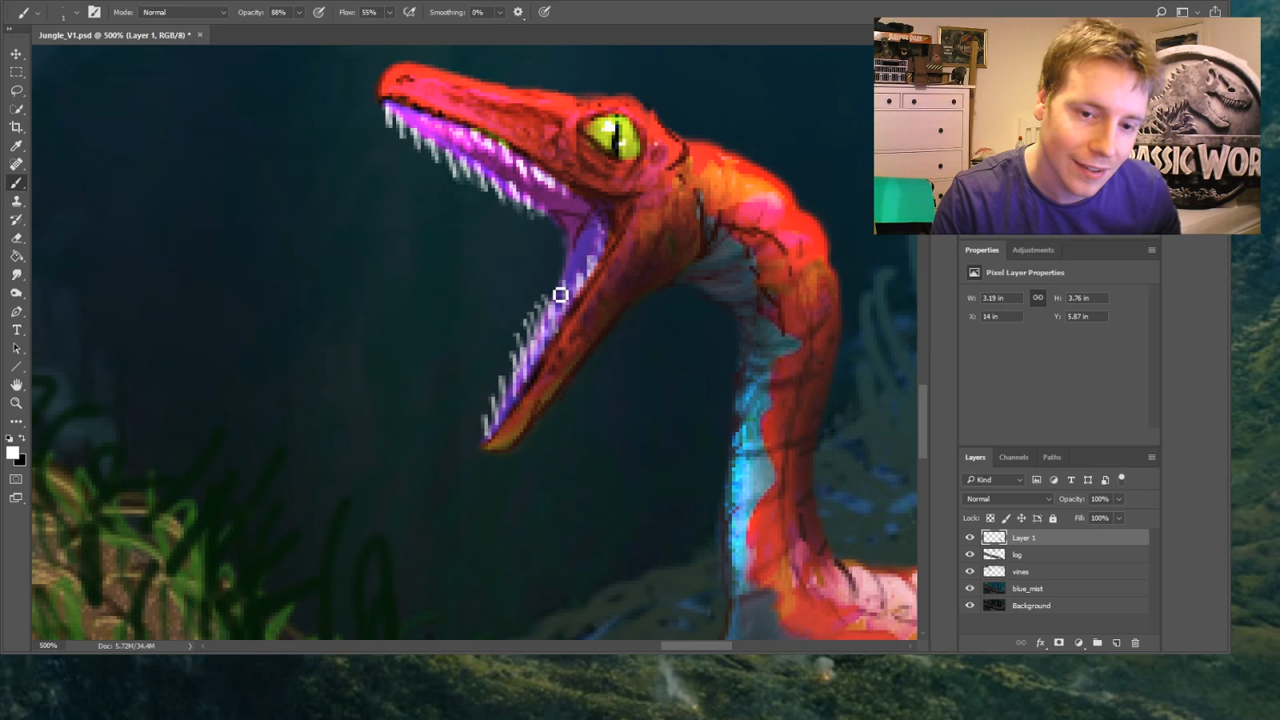 Mode: Normal Opacity: 68% Flow: 55% Smoothing: 0%
Jungle_V1.psd @ 500% (Layer 1, RGB/8) * ×
JURASSIC WOR
Properties Adjustments
Pixel Layer Properties
W: 3.19 in H: 3.76 in
X: 14 in Y: 5.87 in
Layers Channels Paths
Kind
Normal Opacity: 100%
Lock: Fill: 100%
Layer 1
log
vines
blue_mist
Background
500% Doc: 5.72M/34.4M